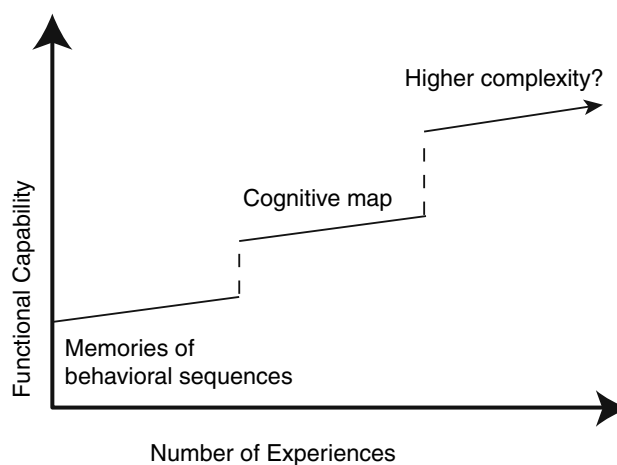 Higher complexity?
Cognitive map
Memories of
behavioral sequences
Functional Capability
Number of Experiences